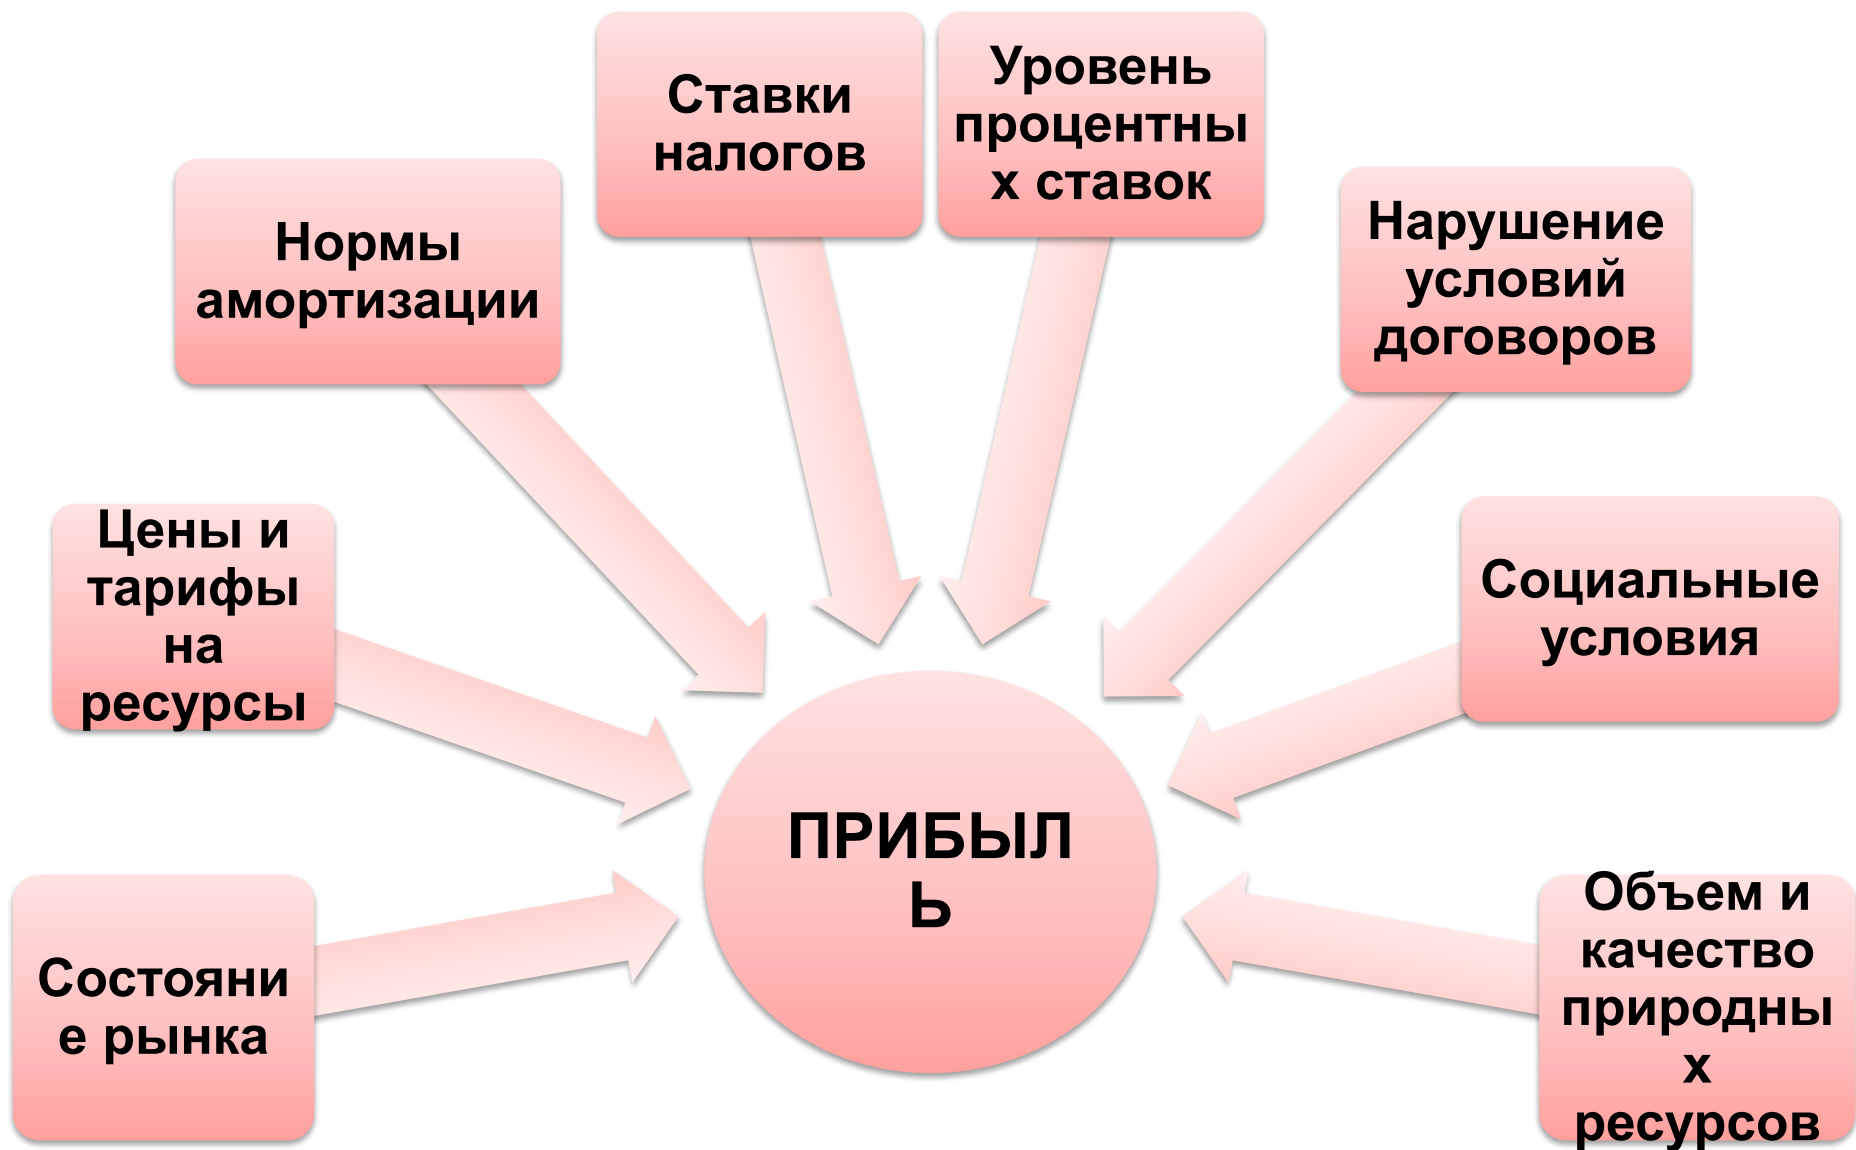 Ставки
налогов
Уровень
процентны
х ставок
Нормы
амортизации
Нарушение
условий
договоров
Цены и
тарифы
на
ресурсы
Социальные
условия
ПРИБЫЛ
Ь
Состояни
е рынка
Объем и
качество
природны
х
ресурсов